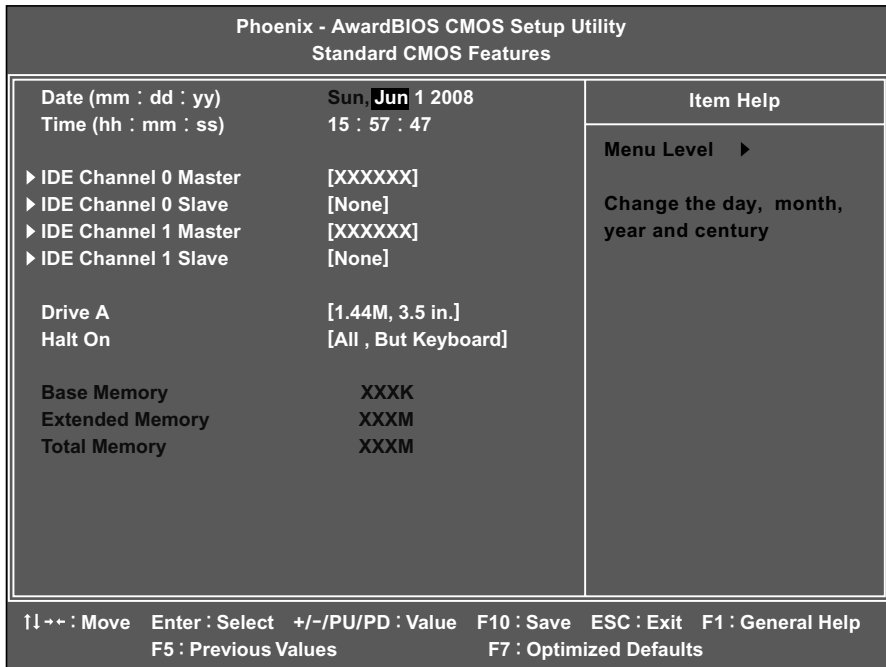 Phoenix - AwardBIOS CMOS Setup Utility
Standard CMOS Features
Date (mm : dd : yy) Sun, Jun 1 2008
Time (hh : mm : ss) 15 : 57 : 47
IDE Channel 0 Master [XXXXXX]
IDE Channel 0 Slave [None]
IDE Channel 1 Master [XXXXXX]
IDE Channel 1 Slave [None]
Drive A [1.44M, 3.5 in.]
Halt On [All , But Keyboard]
Base Memory XXXK
Extended Memory XXXM
Total Memory XXXM
Item Help
Menu Level
Change the day, month,
year and century
↑↓→←: Move Enter : Select +/-/PU/PD : Value F10 : Save ESC : Exit F1 : General Help
F5 : Previous Values F7 : Optimized Defaults